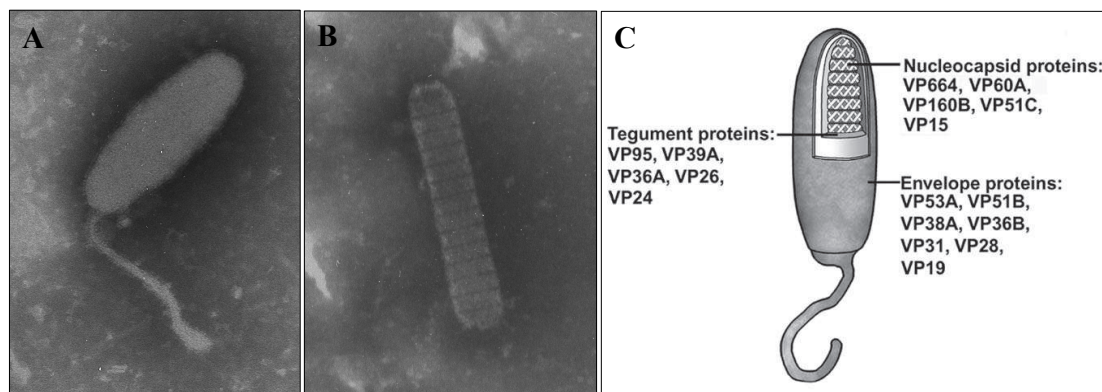 A
B
C
Nucleocapsid proteins:
VP664, VP60A,
VP160B, VP51C,
VP15
Tegument proteins:
VP95, VP39A,
VP36A, VP26,
VP24
Envelope proteins:
VP53A, VP51B,
VP38A, VP36B,
VP31, VP28,
VP19